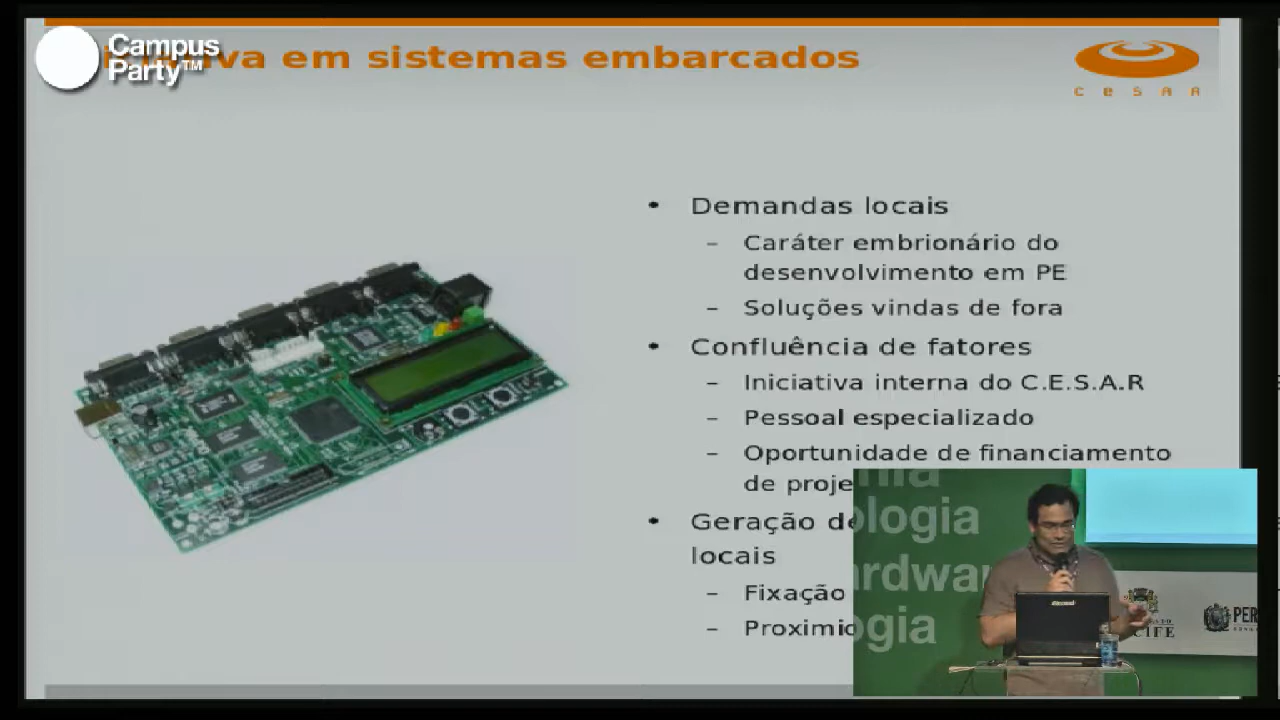 Campus
Party™
em sistemas embarcados
C E S A R
• Demandas locais
– Caráter embrionário do
desenvolvimento em PE
– Soluções vindas de fora
• Confluência de fatores
– Iniciativa interna do C.E.S.A.R
– Pessoal especializado
– Oportunidade de financiamento
de proje
• Geração de
locais
– Fixação
– Proximi
ologia
ardwa
ogia
CIFE
PER